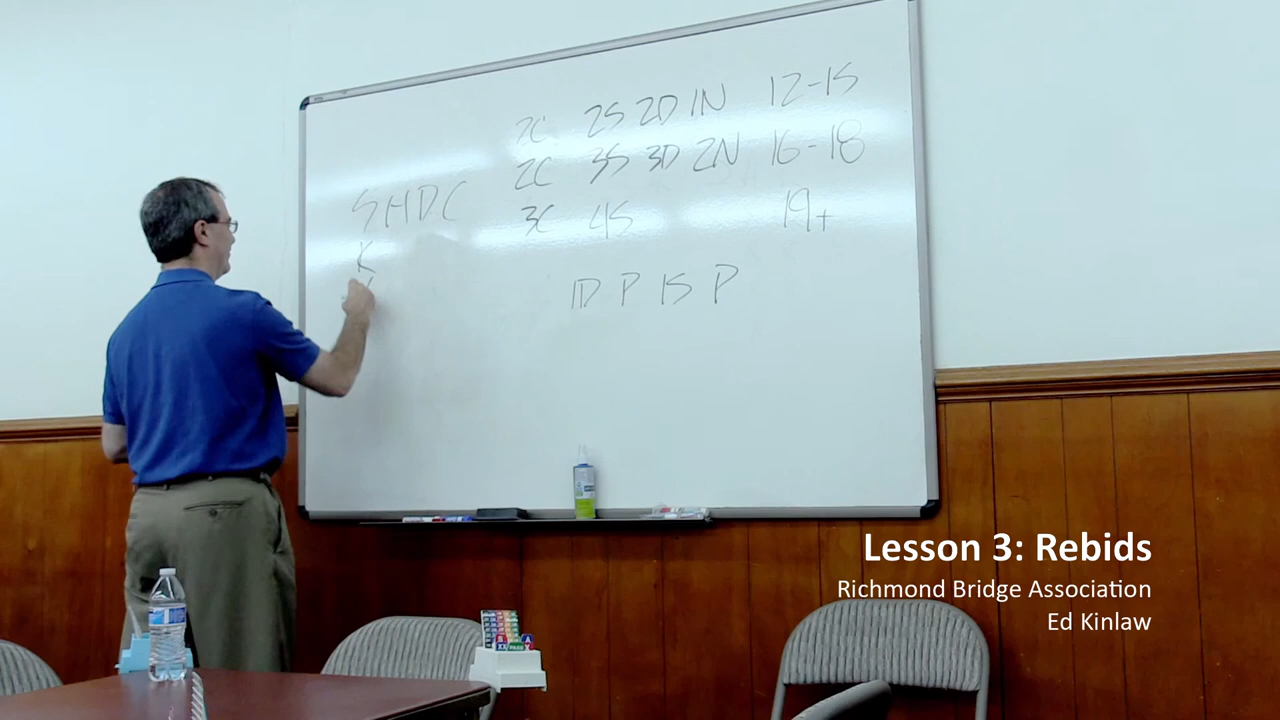 2C 2S 2D 1N 12-15
2C 3S 3D 2N 16-18
SHDC 3C 4S 19+
K
1D P 1S P
Lesson 3: Rebids
Richmond Bridge Association
Ed Kinlaw
PASS